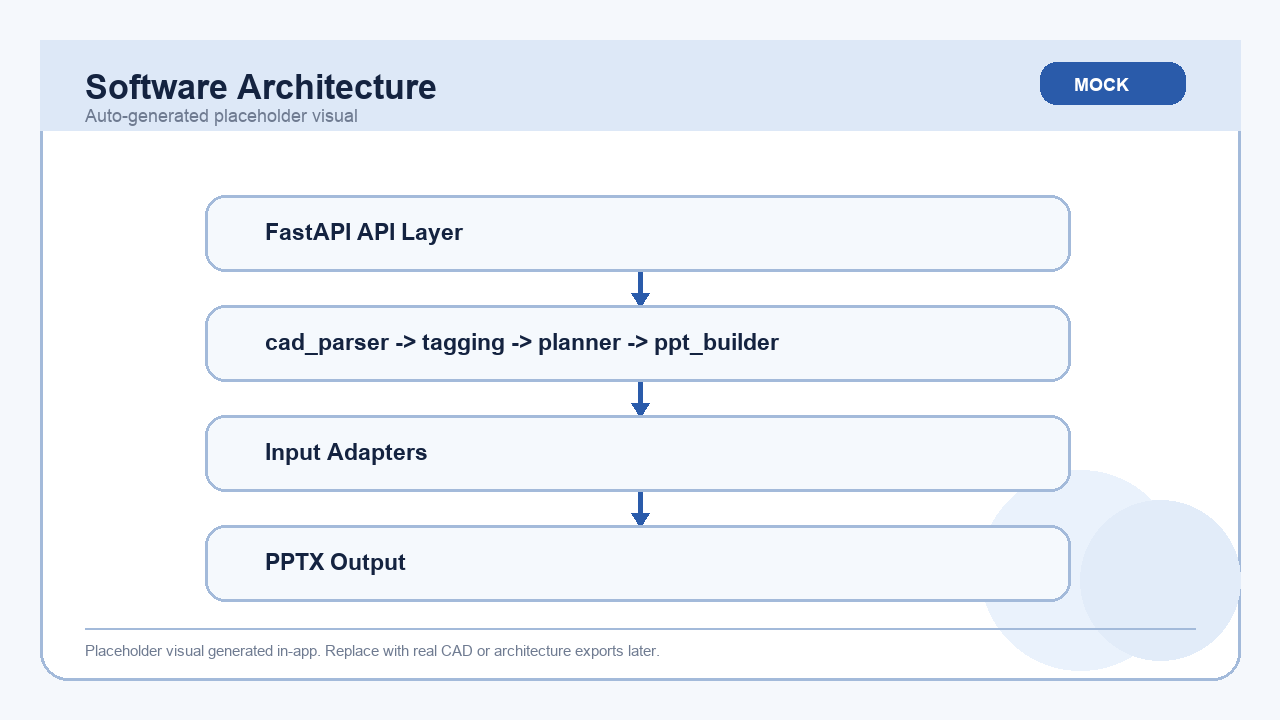 Software Architecture
MOCK
Auto-generated placeholder visual
FastAPI API Layer
cad_parser -> tagging -> planner -> ppt_builder
Input Adapters
PPTX Output
Placeholder visual generated in-app. Replace with real CAD or architecture exports later.